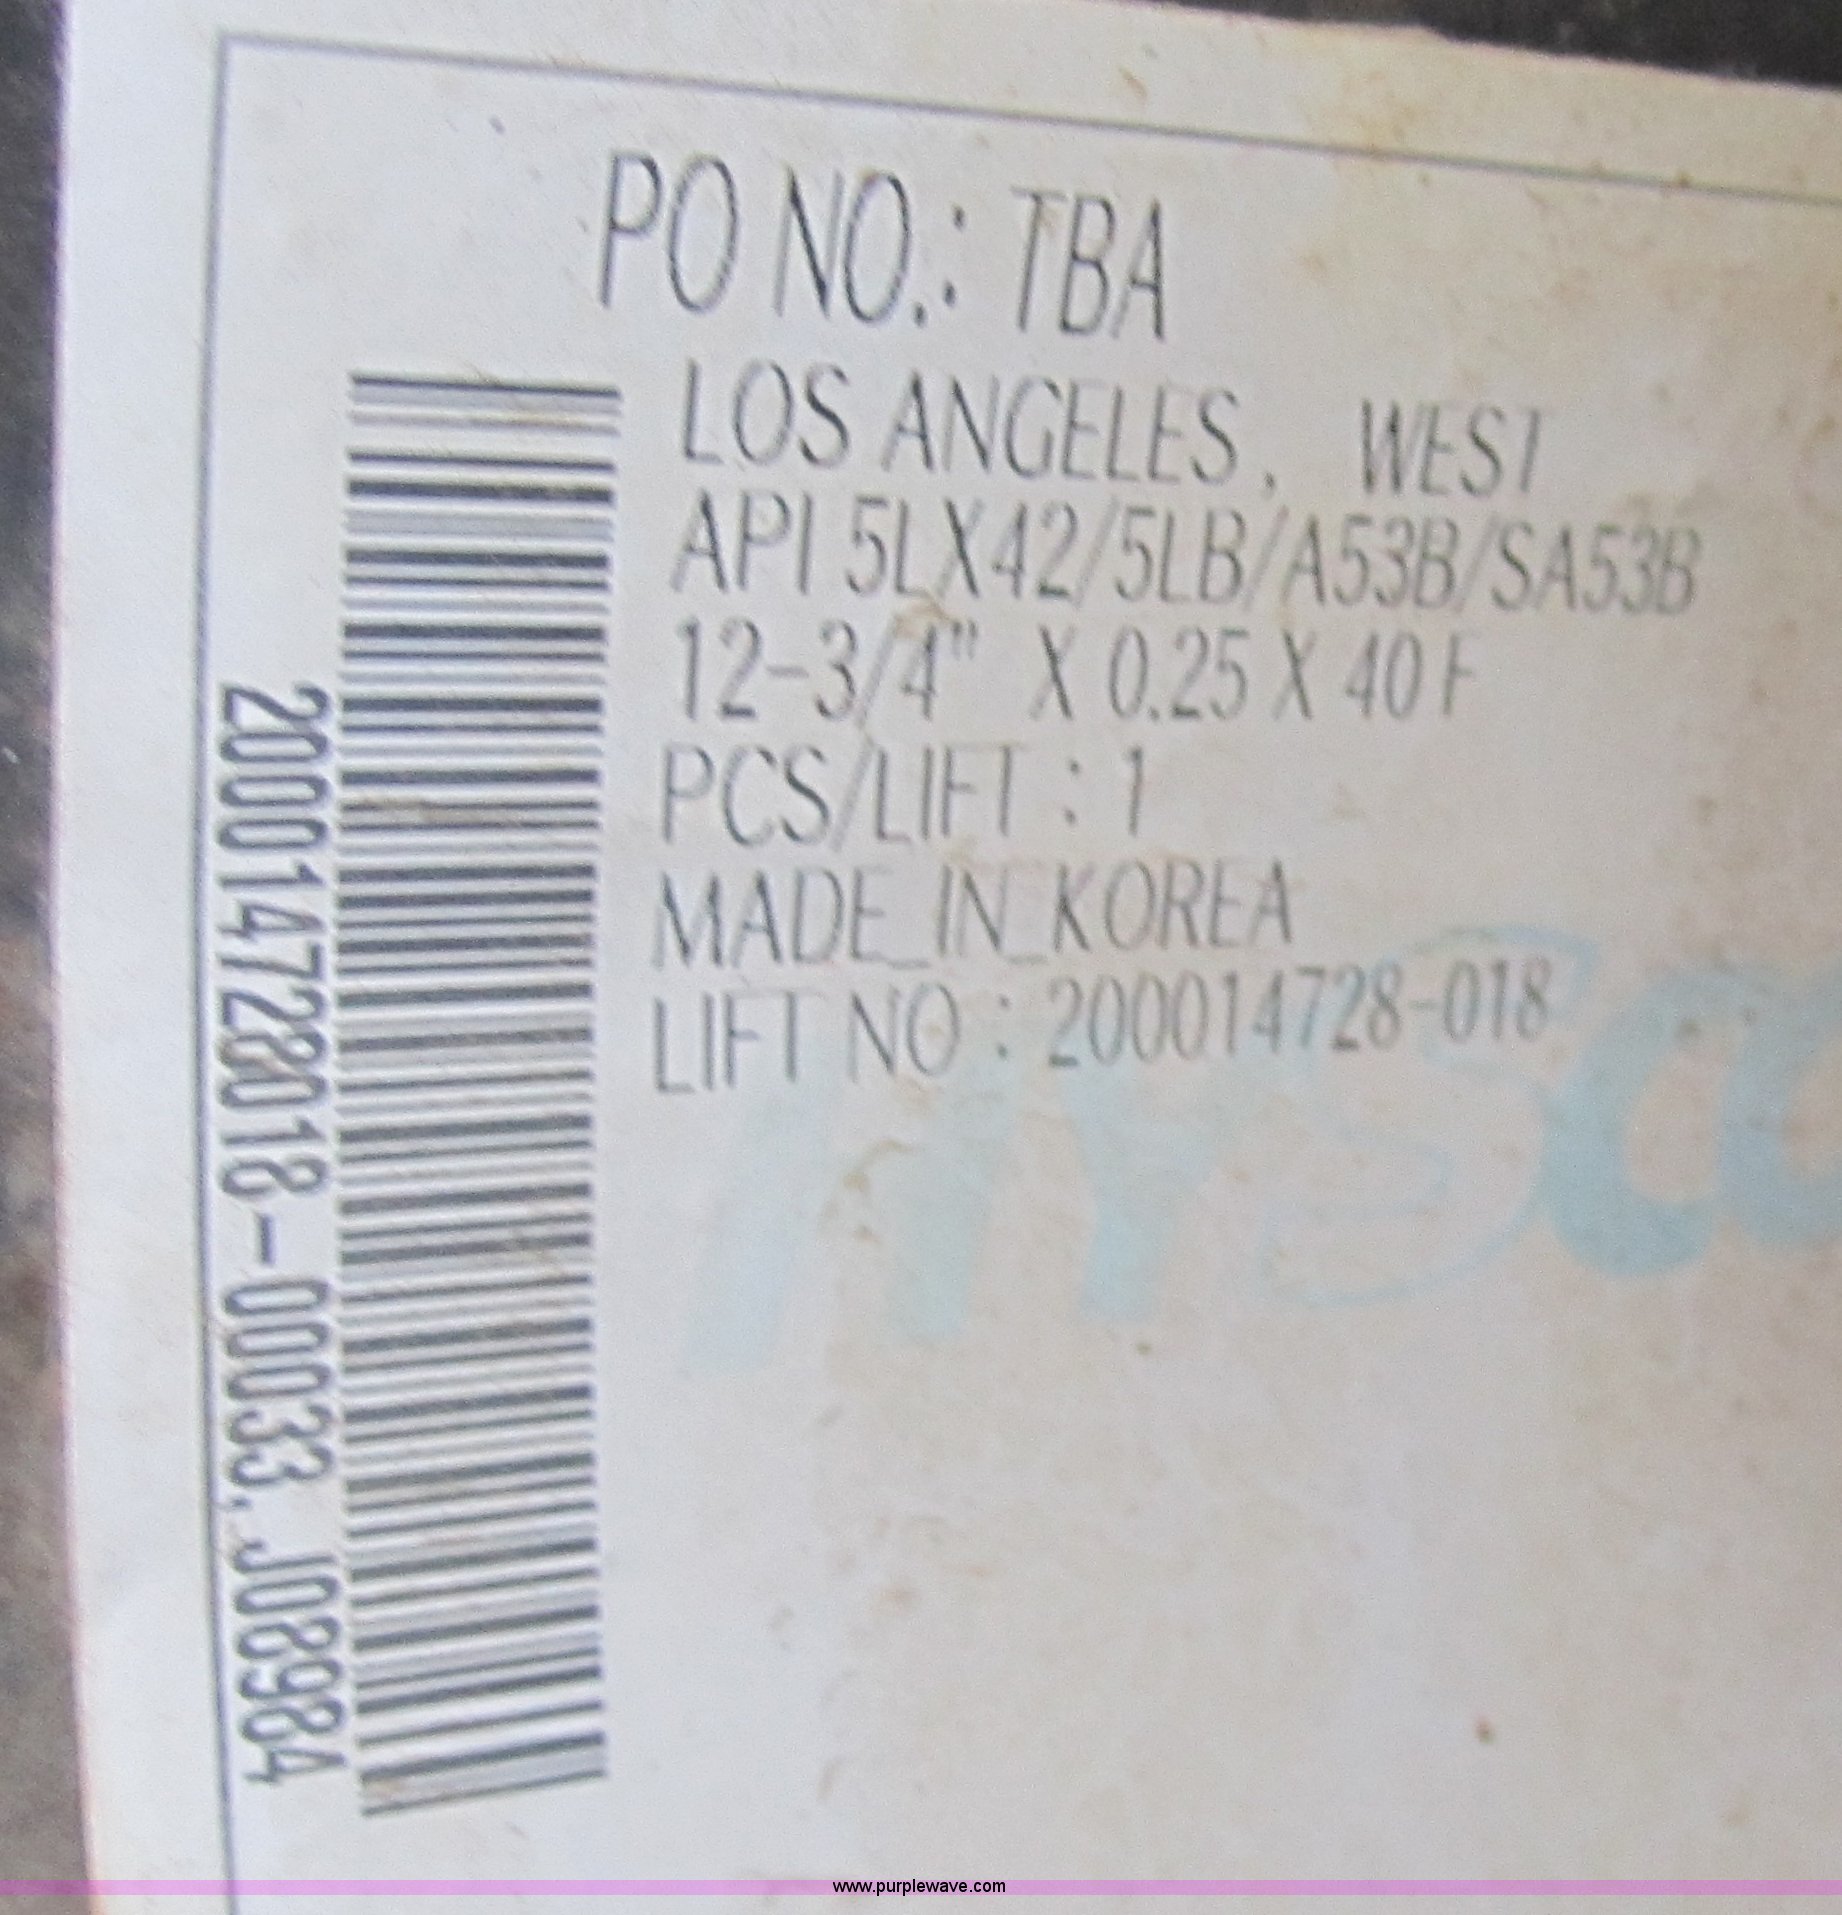 PO NO.: TBA
LOS ANGELES, WEST
API 5LX42/5LB/A53B/SA53B
12-3/4" X 0.25 X 40 F
PCS/LIFT : 1
MADE_IN_KOREA
LIFT NO : 200014728-018
200014728018-00033, J08984
www.purplewave.com